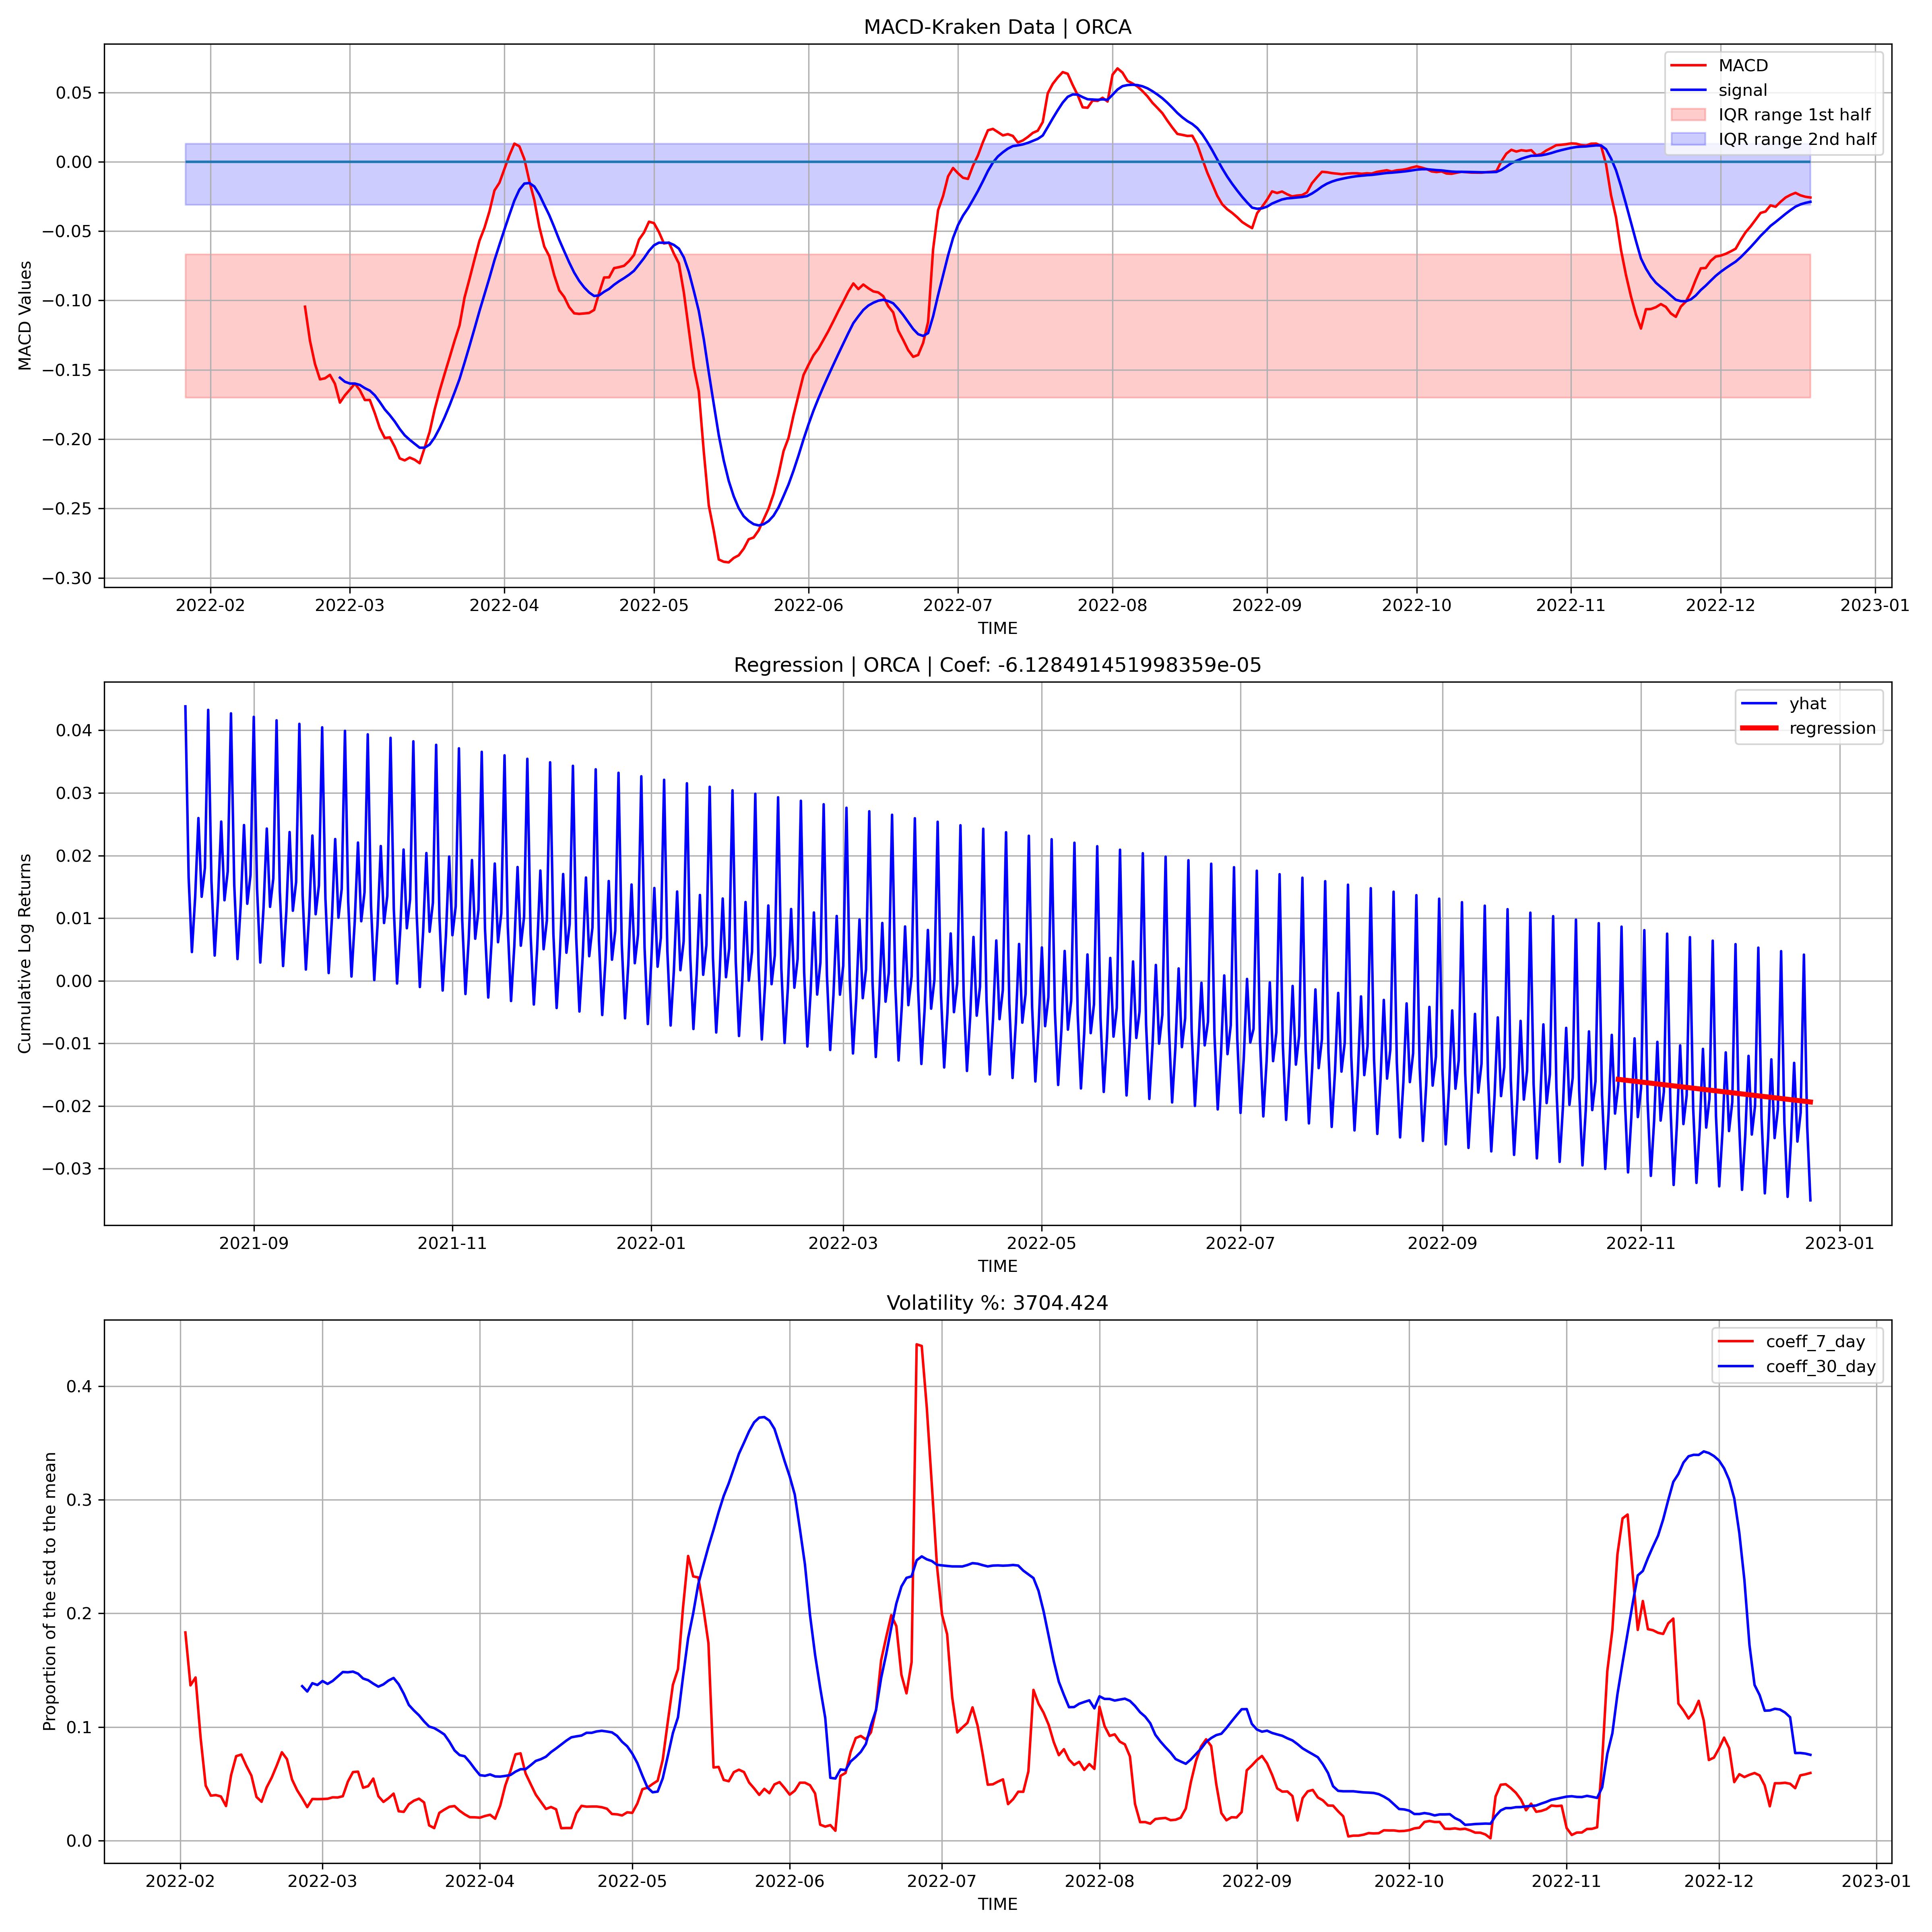 MACD-Kraken Data | ORCA
MACD Values
0.05
0.00
−0.05
−0.10
−0.15
−0.20
−0.25
−0.30
MACD
signal
IQR range 1st half
IQR range 2nd half
2022-02 2022-03 2022-04 2022-05 2022-06 2022-07 2022-08 2022-09 2022-10 2022-11 2022-12 2023-01
TIME
Regression | ORCA | Coef: -6.128491451998359e-05
Cumulative Log Returns
0.04
0.03
0.02
0.01
0.00
−0.01
−0.02
−0.03
yhat
regression
2021-09 2021-11 2022-01 2022-03 2022-05 2022-07 2022-09 2022-11 2023-01
TIME
Volatility %: 3704.424
Proportion of the std to the mean
0.4
0.3
0.2
0.1
0.0
coeff_7_day
coeff_30_day
2022-02 2022-03 2022-04 2022-05 2022-06 2022-07 2022-08 2022-09 2022-10 2022-11 2022-12 2023-01
TIME